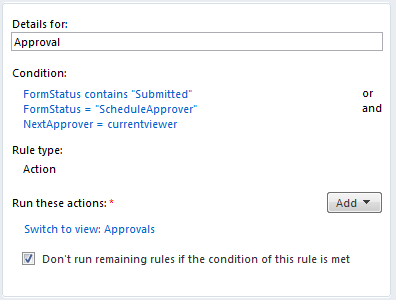 Details for:
Approval
Condition:
FormStatus contains "Submitted" or
FormStatus = "ScheduleApprover" and
NextApprover = currentviewer
Rule type:
Action
Run these actions: * Add
Switch to view: Approvals
Don't run remaining rules if the condition of this rule is met